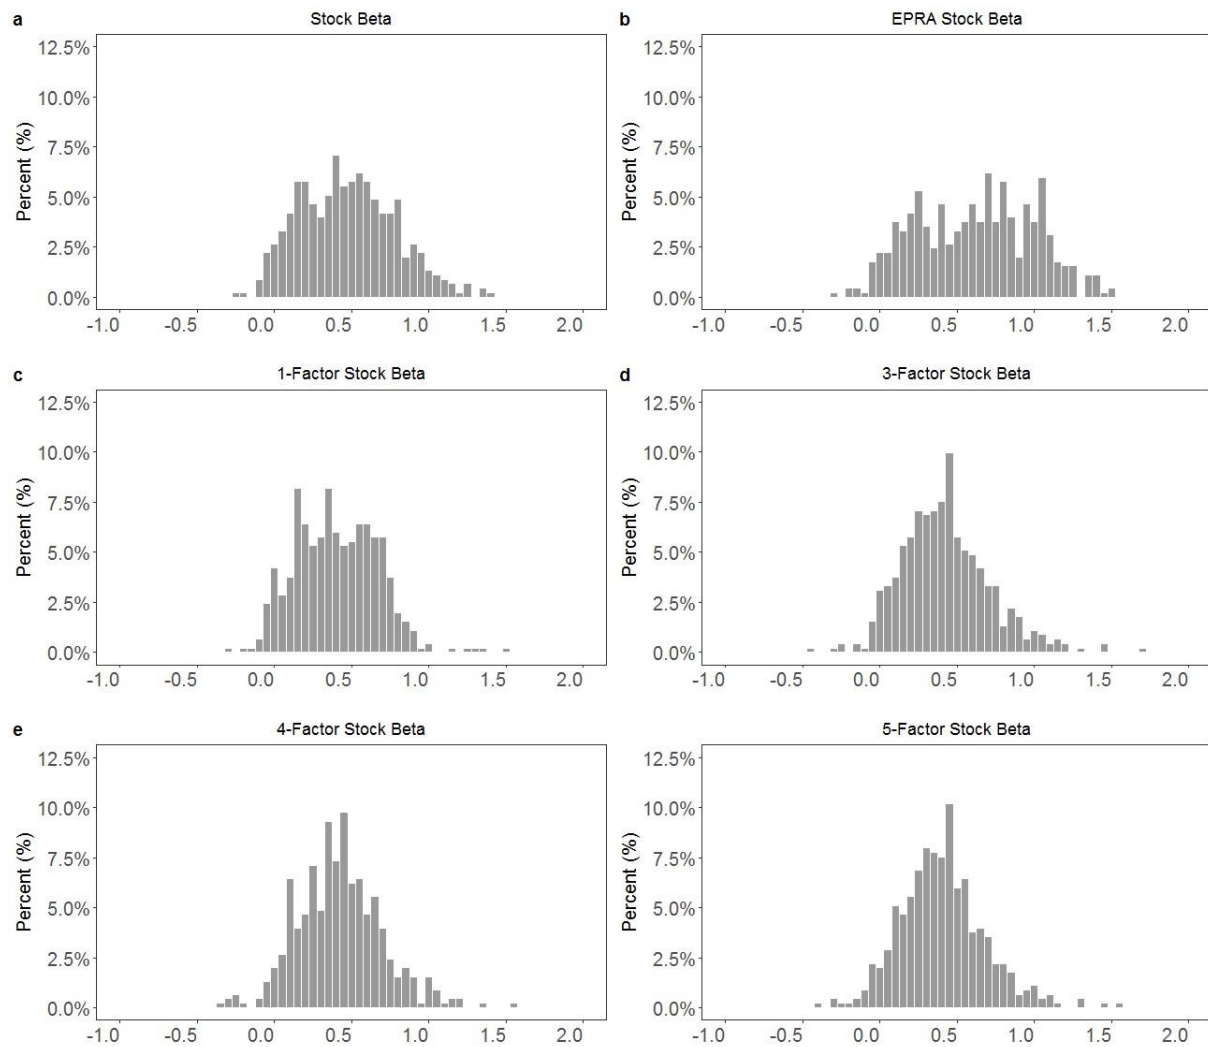 a
Stock Beta
12.5%
10.0%
7.5%
5.0%
2.5%
0.0%
Percent (%)
-1.0 -0.5 0.0 0.5 1.0 1.5 2.0
b
EPRA Stock Beta
12.5%
10.0%
7.5%
5.0%
2.5%
0.0%
Percent (%)
-1.0 -0.5 0.0 0.5 1.0 1.5 2.0
c
1-Factor Stock Beta
12.5%
10.0%
7.5%
5.0%
2.5%
0.0%
Percent (%)
-1.0 -0.5 0.0 0.5 1.0 1.5 2.0
d
3-Factor Stock Beta
12.5%
10.0%
7.5%
5.0%
2.5%
0.0%
Percent (%)
-1.0 -0.5 0.0 0.5 1.0 1.5 2.0
e
4-Factor Stock Beta
12.5%
10.0%
7.5%
5.0%
2.5%
0.0%
Percent (%)
-1.0 -0.5 0.0 0.5 1.0 1.5 2.0
5-Factor Stock Beta
12.5%
10.0%
7.5%
5.0%
2.5%
0.0%
Percent (%)
-1.0 -0.5 0.0 0.5 1.0 1.5 2.0